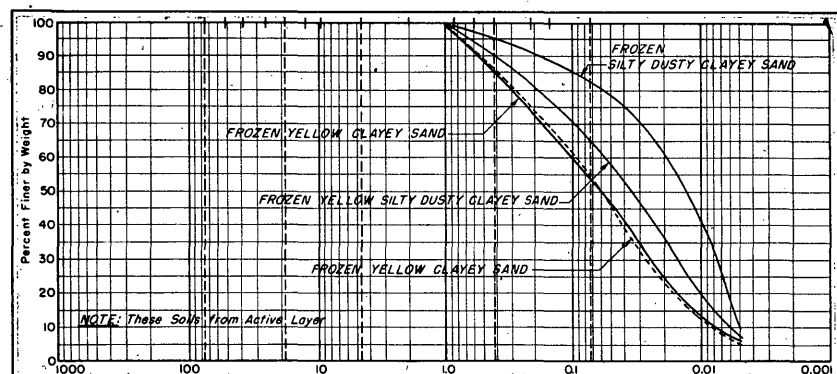 100
90
80
70
60
50
40
30
20
10
0
Percent Finer by Weight
FROZEN
SILTY DUSTY CLAYEY SAND
FROZEN YELLOW CLAYEY SAND
FROZEN YELLOW SILTY DUSTY CLAYEY SAND
FROZEN YELLOW CLAYEY SAND
NOTE: These Soils from Active Layer
1000
100
10
1.0
0.1
0.01
0.001